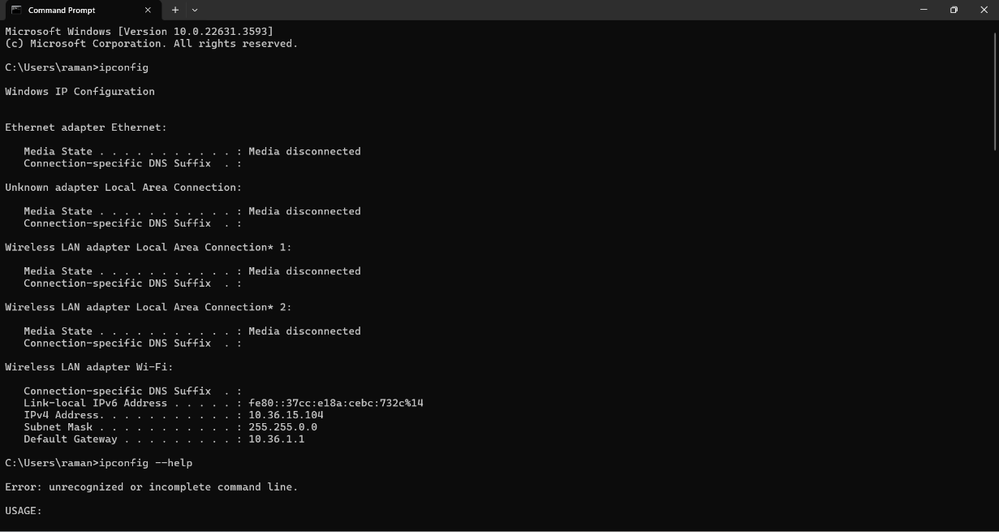 Command Prompt
Microsoft Windows [Version 10.0.22631.3593]
(c) Microsoft Corporation. All rights reserved.
C:\Users\raman>ipconfig
Windows IP Configuration
Ethernet adapter Ethernet:
Media State . . . . . . . . . . . : Media disconnected
Connection-specific DNS Suffix  . :
Unknown adapter Local Area Connection:
Media State . . . . . . . . . . . : Media disconnected
Connection-specific DNS Suffix  . :
Wireless LAN adapter Local Area Connection* 1:
Media State . . . . . . . . . . . : Media disconnected
Connection-specific DNS Suffix  . :
Wireless LAN adapter Local Area Connection* 2:
Media State . . . . . . . . . . . : Media disconnected
Connection-specific DNS Suffix  . :
Wireless LAN adapter Wi-Fi:
Connection-specific DNS Suffix  . :
Link-local IPv6 Address . . . . . : fe80::37cc:e18a:cebc:732c%14
IPv4 Address. . . . . . . . . . . : 10.36.15.104
Subnet Mask . . . . . . . . . . . : 255.255.0.0
Default Gateway . . . . . . . . . : 10.36.1.1
C:\Users\raman>ipconfig --help
Error: unrecognized or incomplete command line.
USAGE: